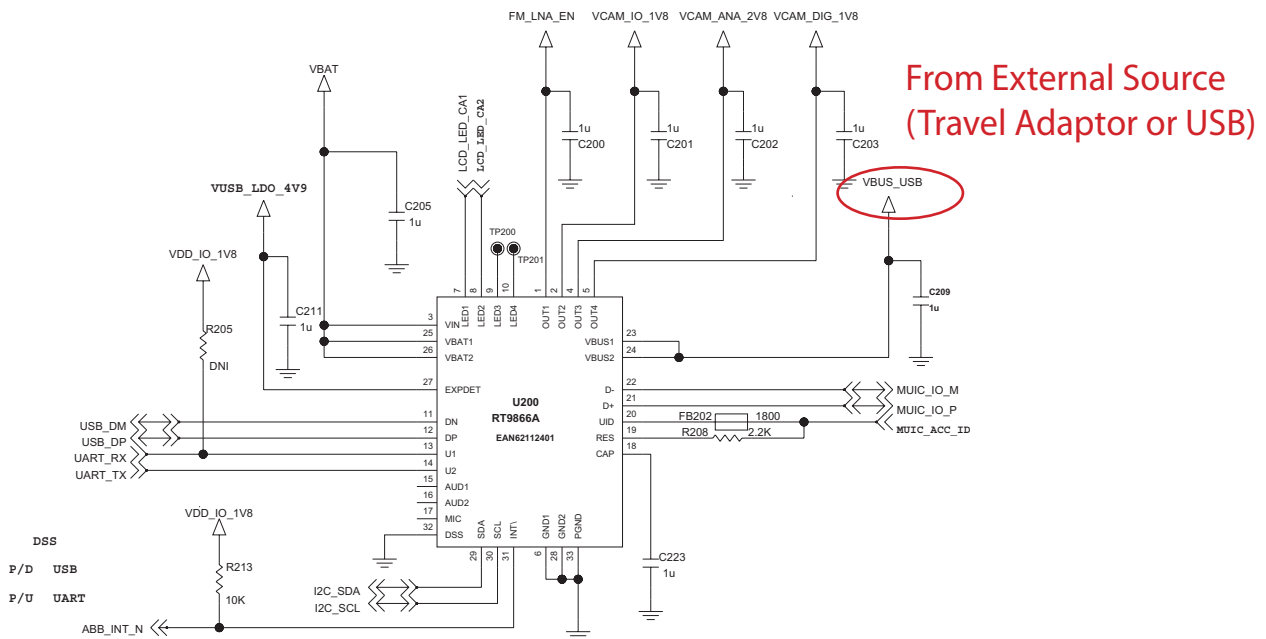 FM_LNA_EN VCAM_IO_1V8 VCAM_ANA_2V8 VCAM_DIG_1V8
From External Source
(Travel Adaptor or USB)
VBAT
LCD_LED_CA1
LCD_LED_CA2
1u
C200
1u
C201
1u
C202
1u
C203
VBUS_USB
VUSB_LDO_4V9
C205
1u
TP200
TP201
VDD_IO_1V8
C209
1u
C211
1u
R205
DNI
7 8 9 10 1 2 4 5
LED1 LED2 LED3 LED4 OUT1 OUT2 OUT3 OUT4
3 VIN
25 VBAT1
26 VBAT2
27 EXPDET
11 DN
12 DP
13 U1
14 U2
15 AUD1
16 AUD2
17 MIC
32 DSS
VBUS1 23
VBUS2 24
D- 22
D+ 21
UID 20
RES 19
CAP 18
U200
RT9866A
EAN62112401
USB_DM
USB_DP
UART_RX
UART_TX
MUIC_IO_M
MUIC_IO_P
MUIC_ACC_ID
FB202 1800
R208 2.2K
SDA SCL INT\ GND1 GND2 PGND
29 30 31 6 28 33
C223
1u
VDD_IO_1V8
DSS
P/D USB
P/U UART
R213
10K
I2C_SDA
I2C_SCL
ABB_INT_N